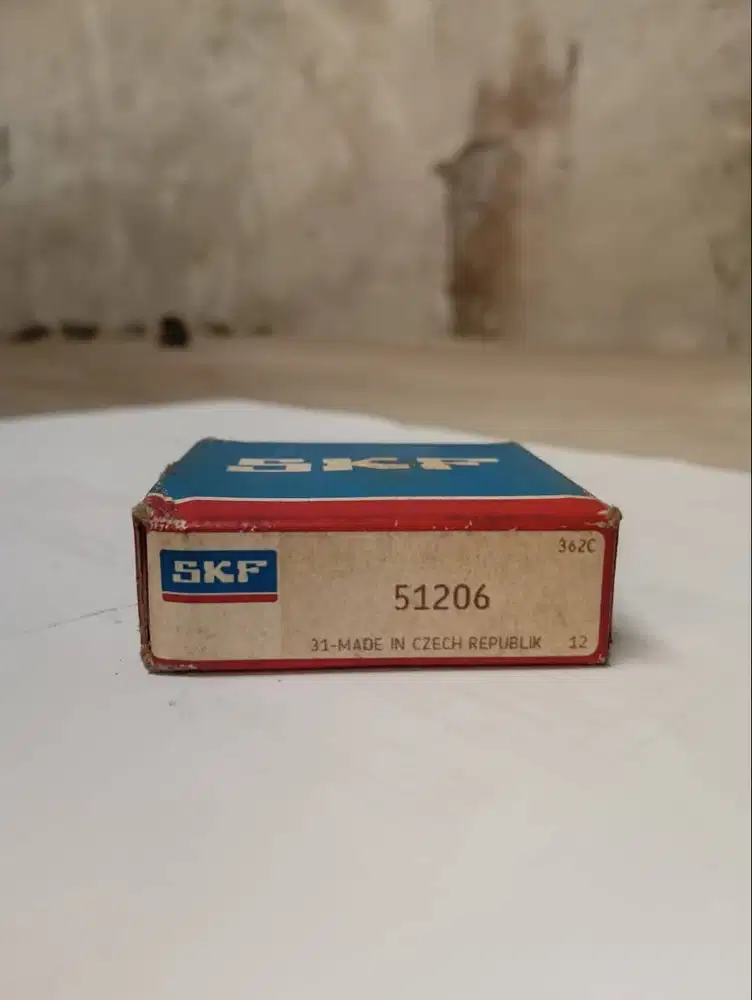 SKF
362C
SKF
51206
31-MADE IN CZECH REPUBLIK 12